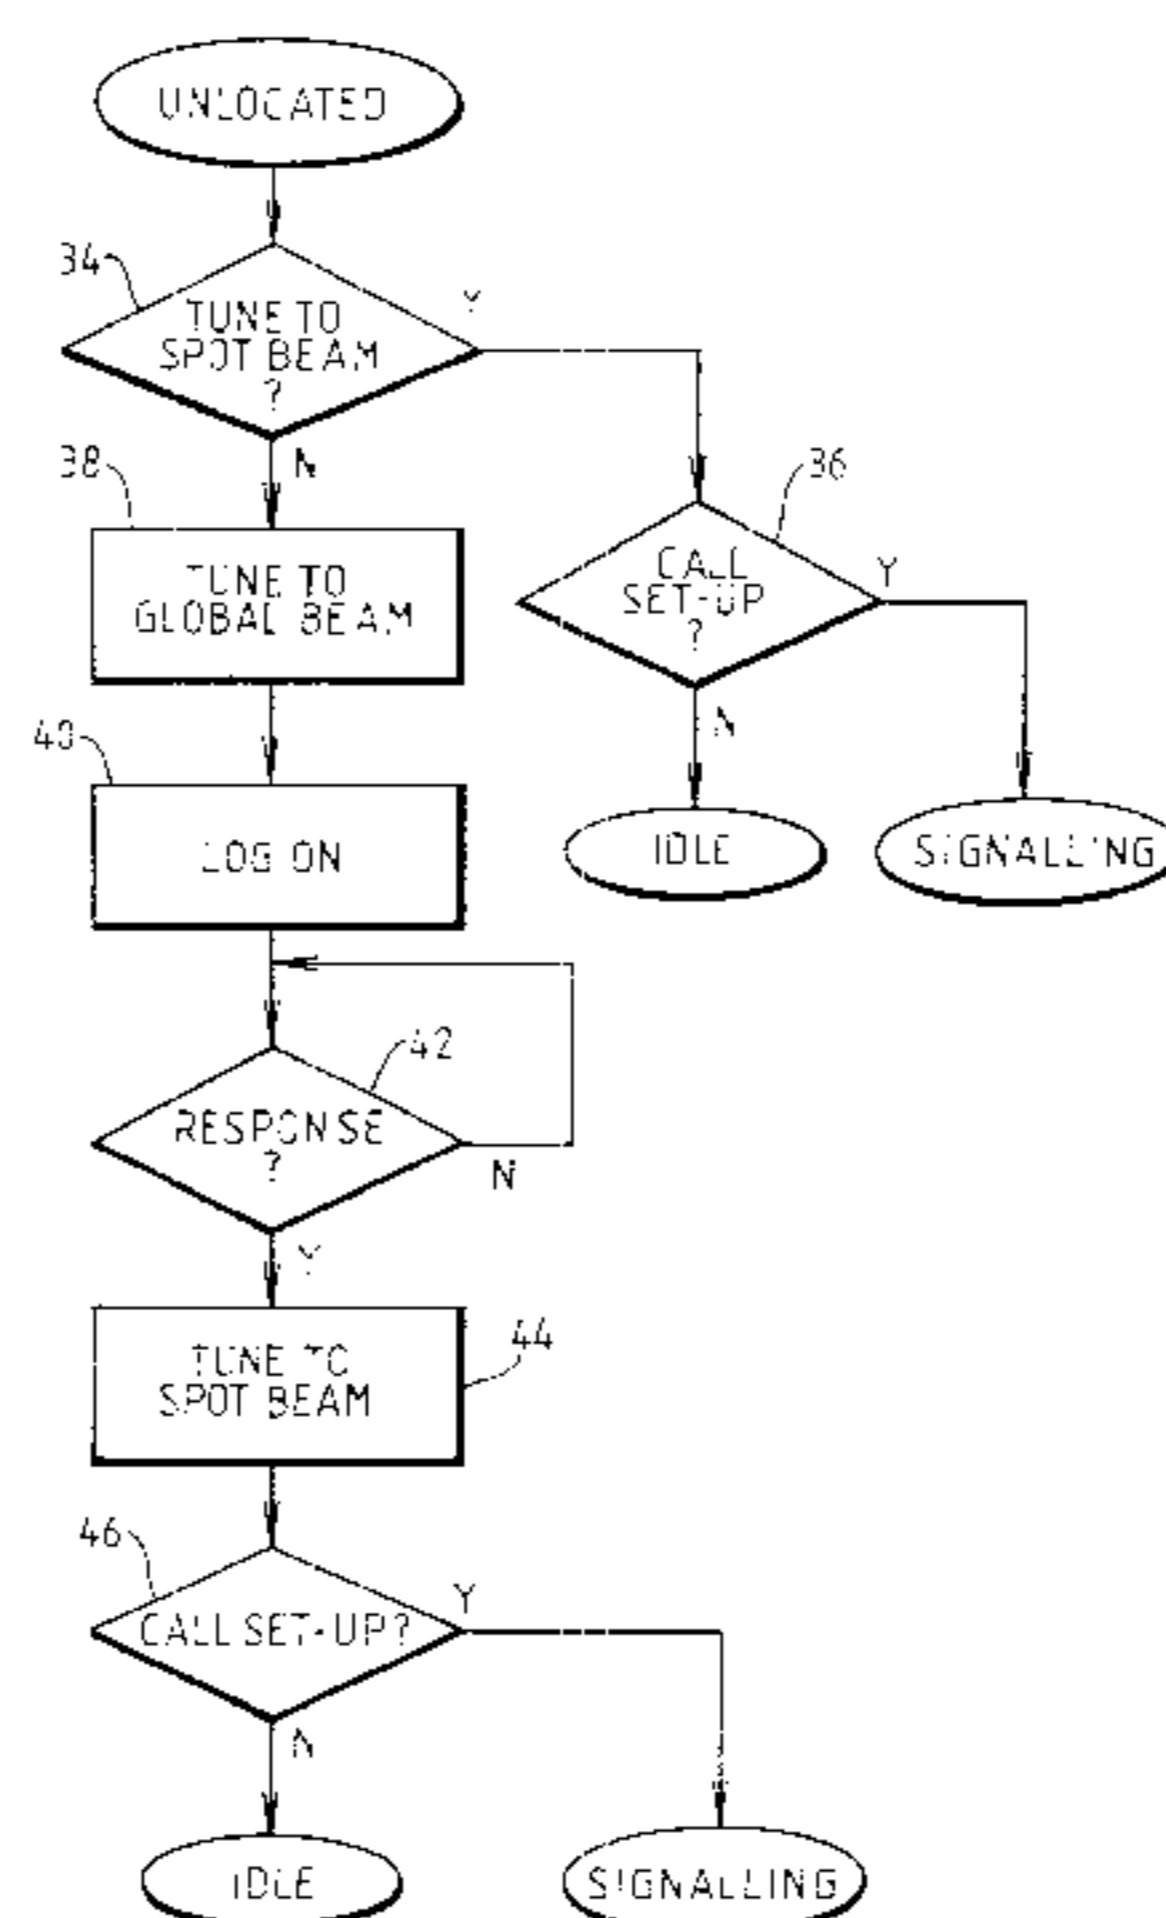 UNLOCATED
34
TUNE TO
SPOT BEAM
?
Y
N
38
TUNE TO
GLOBAL BEAM
36
CALL
SET-UP
?
Y
N
IDLE
SIGNALLING
40
LOG ON
42
RESPONSE
?
N
Y
44
TUNE TO
SPOT BEAM
46
CALL SET-UP?
Y
N
IDLE
SIGNALLING